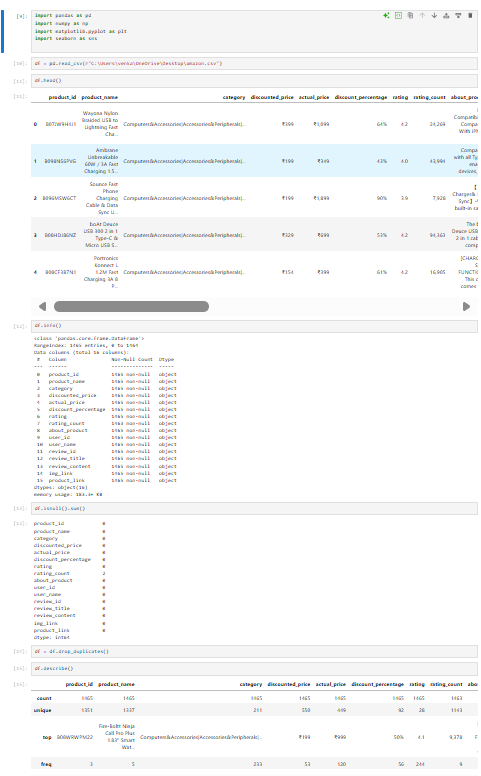 import pandas as pd
import numpy as np
import matplotlib.pyplot as plt
import seaborn as sns
df = pd.read_csv(r"C:\Users\venka\OneDrive\Desktop\amazon.csv")
df.head()
product_id product_name category discounted_price actual_price discount_percentage rating rating_count about_prod
0 B07JW9H4J1 Wayona Nylon Braided USB to Lightning Fast Cha... Computers&Accessories|Accessories&Peripherals|... ₹399 ₹1,099 64% 4.2 24,269
1 B098NS6PVG Ambrane Unbreakable 60W / 3A Fast Charging 1.5... Computers&Accessories|Accessories&Peripherals|... ₹199 ₹349 43% 4.0 43,994
2 B096MSW6CT Sounce Fast Phone Charging Cable & Data Sync U... Computers&Accessories|Accessories&Peripherals|... ₹199 ₹1,899 90% 3.9 7,928
3 B08HDJ86NZ boAt Deuce USB 300 2 in 1 Type-C & Micro USB S... Computers&Accessories|Accessories&Peripherals|... ₹329 ₹699 53% 4.2 94,363
4 B08CF3B7N1 Portronics Konnect L 1.2M Fast Charging 3A 8 P... Computers&Accessories|Accessories&Peripherals|... ₹154 ₹399 61% 4.2 16,905
df.info()
<class 'pandas.core.frame.DataFrame'>
RangeIndex: 1465 entries, 0 to 1464
Data columns (total 16 columns):
# Column Non-Null Count Dtype
--- ------ -------------- -----
0 product_id 1465 non-null object
1 product_name 1465 non-null object
2 category 1465 non-null object
3 discounted_price 1465 non-null object
4 actual_price 1465 non-null object
5 discount_percentage 1465 non-null object
6 rating 1465 non-null object
7 rating_count 1463 non-null object
8 about_product 1465 non-null object
9 user_id 1465 non-null object
10 user_name 1465 non-null object
11 review_id 1465 non-null object
12 review_title 1465 non-null object
13 review_content 1465 non-null object
14 img_link 1465 non-null object
15 product_link 1465 non-null object
dtypes: object(16)
memory usage: 183.3+ KB
df.isnull().sum()
product_id 0
product_name 0
category 0
discounted_price 0
actual_price 0
discount_percentage 0
rating 0
rating_count 2
about_product 0
user_id 0
user_name 0
review_id 0
review_title 0
review_content 0
img_link 0
product_link 0
dtype: int64
df = df.drop_duplicates()
df.describe()
product_id product_name category discounted_price actual_price discount_percentage rating rating_count abo
count 1465 1465 1465 1465 1465 1465 1465 1463
unique 1351 1337 211 550 449 92 28 1143
top B08WRWPM22 Fire-Boltt Ninja Call Pro Plus 1.83" Smart Wat... Computers&Accessories|Accessories&Peripherals|... ₹199 ₹999 50% 4.1 9,378
freq 3 5 233 53 120 56 244 9